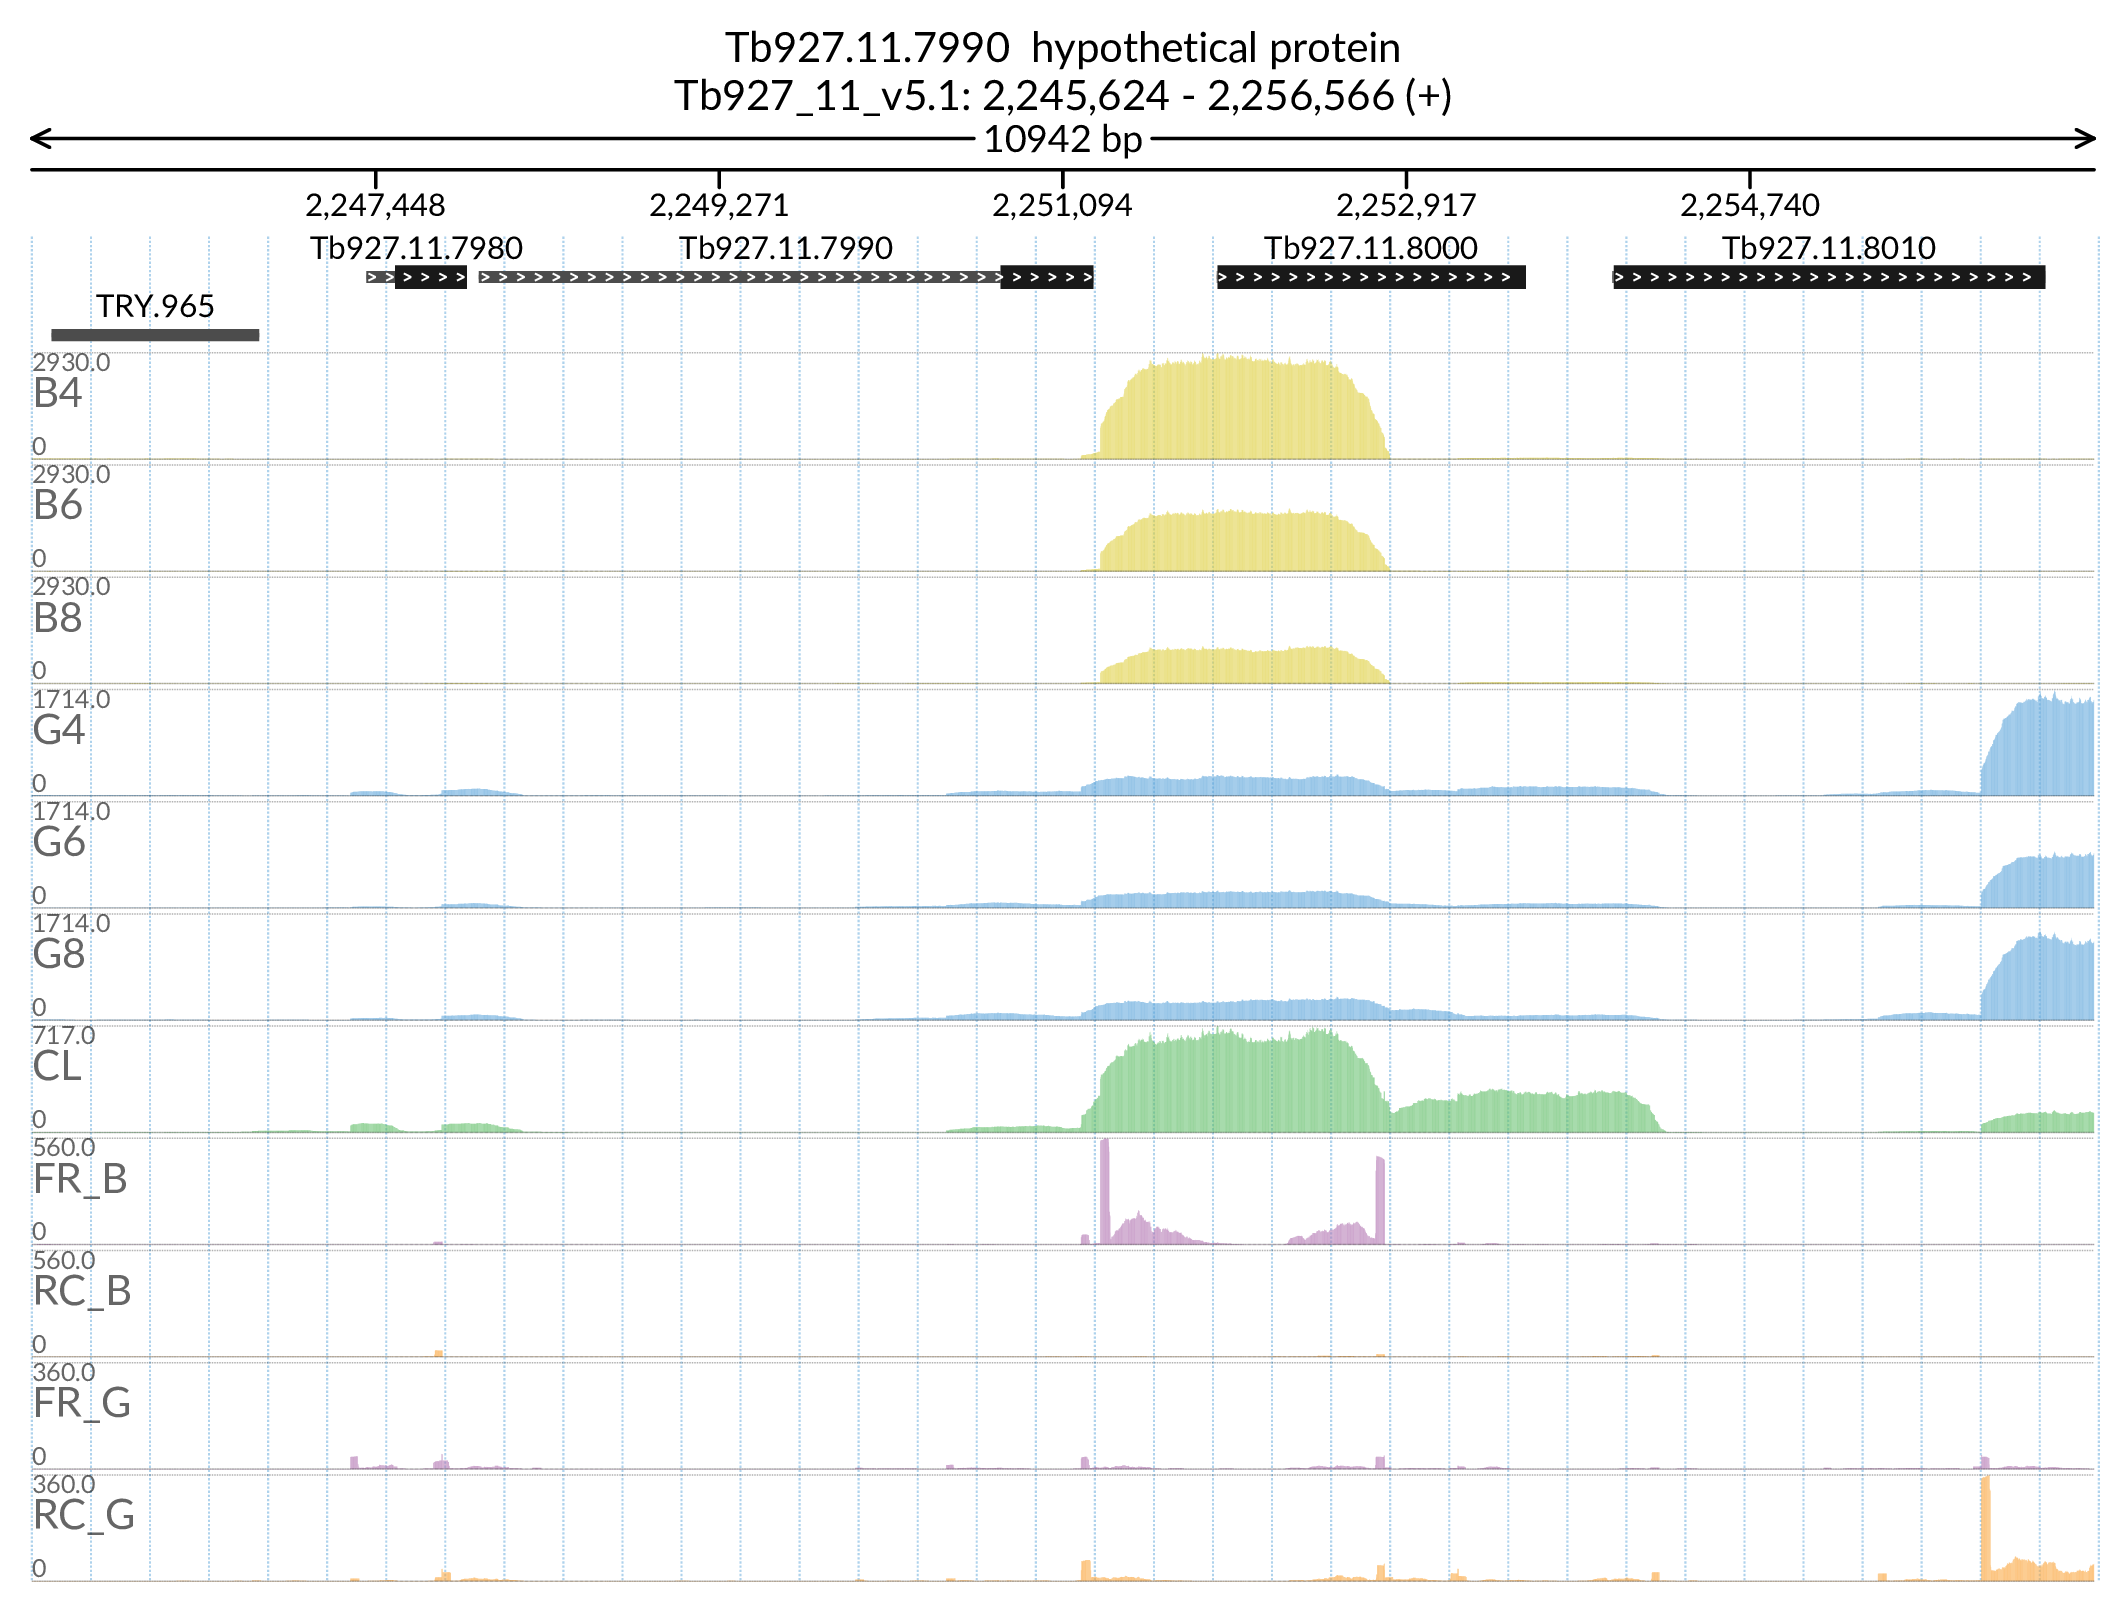 Tb927.11.7990 hypothetical protein
Tb927_11_v5.1: 2,245,624 - 2,256,566 (+)
10942 bp
2,247,448 2,249,271 2,251,094 2,252,917 2,254,740
Tb927.11.7980 Tb927.11.7990 Tb927.11.8000 Tb927.11.8010
TRY.965
2930.0
B4
0
2930.0
B6
0
2930.0
B8
0
1714.0
G4
0
1714.0
G6
0
1714.0
G8
0
717.0
CL
0
560.0
FR_B
0
560.0
RC_B
0
360.0
FR_G
0
360.0
RC_G
0